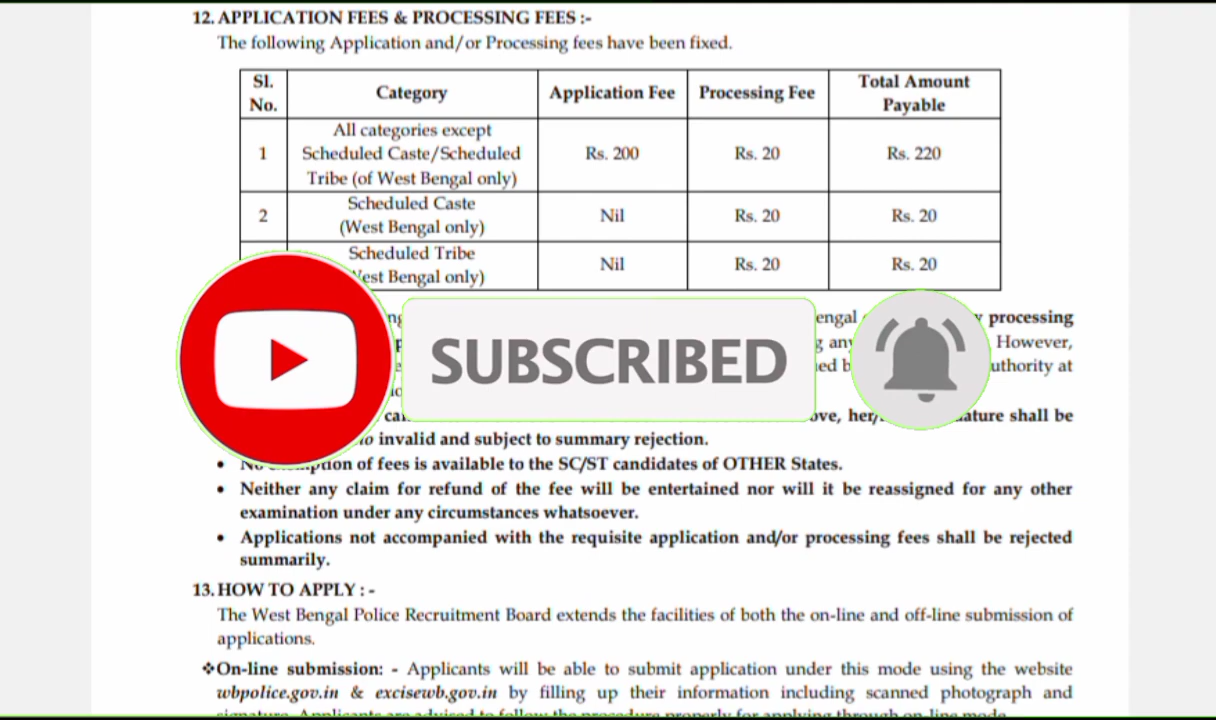 12. APPLICATION FEES & PROCESSING FEES :-
The following Application and/or Processing fees have been fixed.
Sl. No. Category Application Fee Processing Fee Total Amount Payable
1 All categories except Scheduled Caste/Scheduled Tribe (of West Bengal only) Rs. 200 Rs. 20 Rs. 220
2 Scheduled Caste (West Bengal only) Nil Rs. 20 Rs. 20
Scheduled Tribe Bengal only) Nil Rs. 20 Rs. 20
processing
However,
at
SUBSCRIBED
shall be
invalid and subject to summary rejection.
• of fees is available to the SC/ST candidates of OTHER States.
• Neither any claim for refund of the fee will be entertained nor will it be reassigned for any other
examination under any circumstances whatsoever.
• Applications not accompanied with the requisite application and/or processing fees shall be rejected
summarily.
13. HOW TO APPLY : -
The West Bengal Police Recruitment Board extends the facilities of both the on-line and off-line submission of
applications.
❖On-line submission: - Applicants will be able to submit application under this mode using the website
wbpolice.gov.in & excisewb.gov.in by filling up their information including scanned photograph and